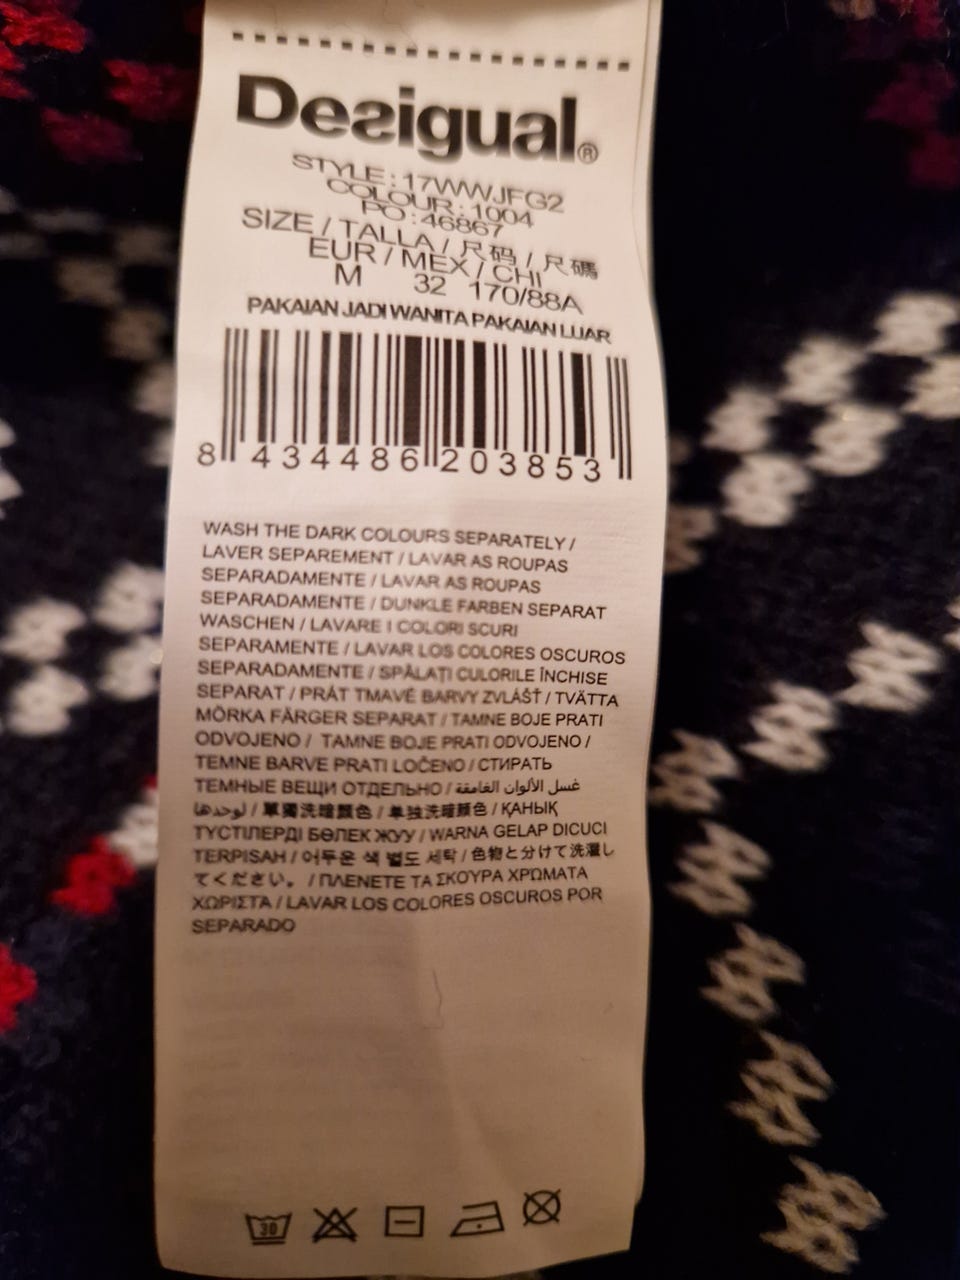 Desigual®
STYLE : 17WWJFG2
COLOUR : 1004
PO : 46867
SIZE / TALLA / 尺码 / 尺碼
EUR / MEX / CHI
M 32 170/88A
PAKAIAN JADI WANITA PAKAIAN LUAR
8 434486 203853
WASH THE DARK COLOURS SEPARATELY /
LAVER SEPAREMENT / LAVAR AS ROUPAS
SEPARADAMENTE / LAVAR AS ROUPAS
SEPARADAMENTE / DUNKLE FARBEN SEPARAT
WASCHEN / LAVARE I COLORI SCURI
SEPARAMENTE / LAVAR LOS COLORES OSCUROS
SEPARADAMENTE / SPĂLAȚI CULORILE ÎNCHISE
SEPARAT / PRÁT TMAVÉ BARVY ZVLÁŠŤ / TVÄTTA
MÖRKA FÄRGER SEPARAT / TAMNE BOJE PRATI
ODVOJENO / TAMNE BOJE PRATI ODVOJENO /
TEMNE BARVE PRATI LOČENO / СТИРАТЬ
ТЕМНЫЕ ВЕЩИ ОТДЕЛЬНО / غسل الألوان الغامقة
لوحدها / 單獨洗暗顏色 / 单独洗暗颜色 / ҚАНЫҚ
ТҮСТІЛЕРДІ БӨЛЕК ЖУУ / WARNA GELAP DICUCI
TERPISAH / 어두운 색 별도 세탁 / 色物と分けて洗濯し
てください。 / ΠΛΕΝΕΤΕ ΤΑ ΣΚΟΥΡΑ ΧΡΩΜΑΤΑ
ΧΩΡΙΣΤΑ / LAVAR LOS COLORES OSCUROS POR
SEPARADO
30